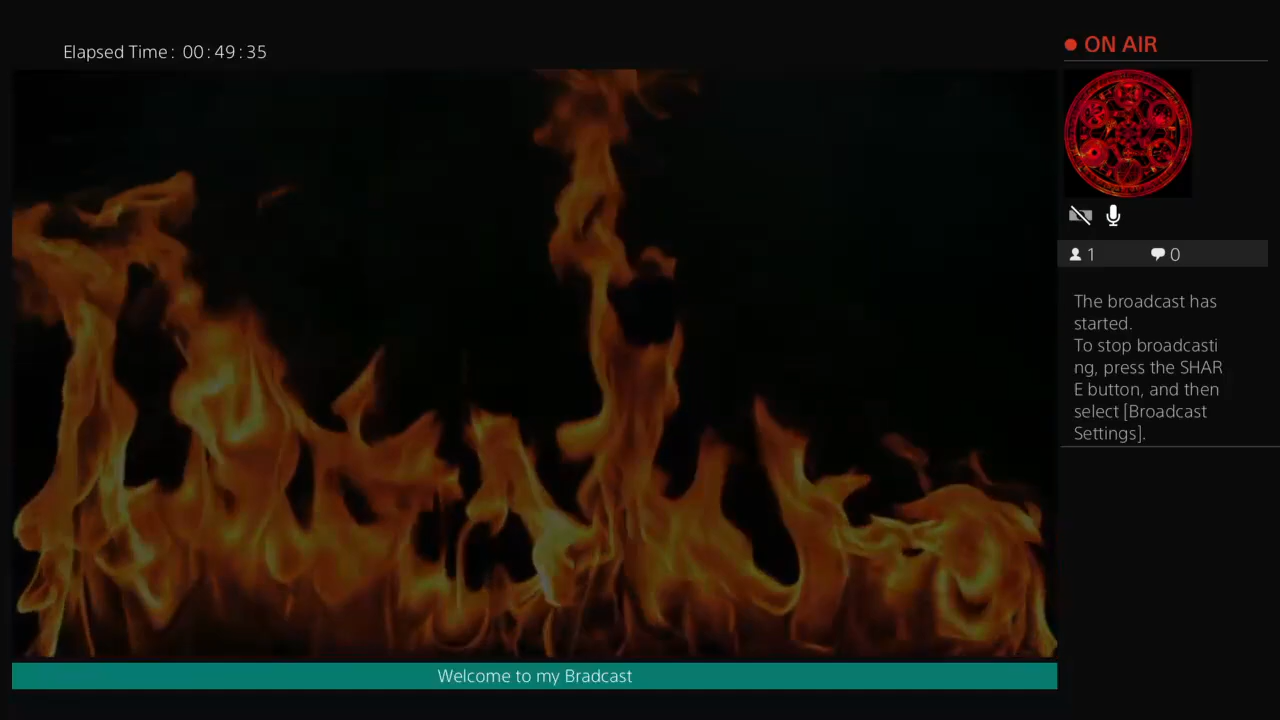 Elapsed Time: 00:49:35
ON AIR
1
0
The broadcast has
started.
To stop broadcasti
ng, press the SHAR
E button, and then
select [Broadcast
Settings].
Welcome to my Bradcast